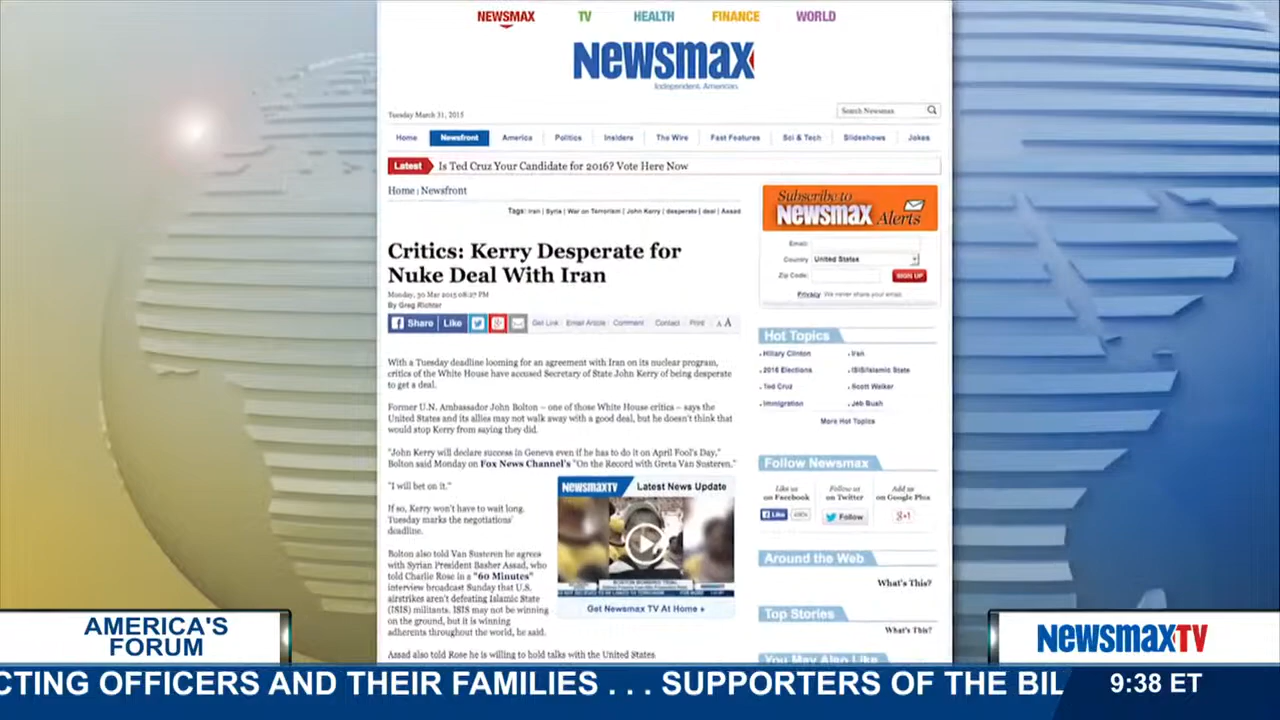 NEWSMAX TV HEALTH FINANCE WORLD
Newsmax
Independent. American.
Tuesday March 31, 2015
Search Newsmax
Home Newsfront America Politics Insiders The Wire Fast Features Sci & Tech Slideshows Jokes
Latest Is Ted Cruz Your Candidate for 2016? Vote Here Now
Home : Newsfront
Tags: Iran | Syria | War on Terrorism | John Kerry | desperate | deal | Assad
Critics: Kerry Desperate for
Nuke Deal With Iran
Monday, 30 Mar 2015 08:27 PM
By Greg Richter
Share Like Get Link Email Article Comment Contact Print A A
With a Tuesday deadline looming for an agreement with Iran on its nuclear program,
critics of the White House have accused Secretary of State John Kerry of being desperate
to get a deal.
Former U.N. Ambassador John Bolton – one of those White House critics – says the
United States and its allies may not walk away with a good deal, but he doesn't think that
would stop Kerry from saying they did.
"John Kerry will declare success in Geneva even if he has to do it on April Fool's Day,"
Bolton said Monday on Fox News Channel's "On the Record with Greta Van Susteren."
"I will bet on it."
If so, Kerry won't have to wait long.
Tuesday marks the negotiations'
deadline.
Bolton also told Van Susteren he agrees
with Syrian President Basher Assad, who
told Charlie Rose in a "60 Minutes"
interview broadcast Sunday that U.S.
airstrikes aren't defeating Islamic State
(ISIS) militants. ISIS may not be winning
on the ground, but it is winning
adherents throughout the world, he said.
Assad also told Rose he is willing to hold talks with the United States.
NEWSMAXTV Latest News Update
BOSTON BOMBING TRIAL
Get Newsmax TV At Home
Subscribe to
Newsmax Alerts
Email:
Country United States
Zip Code:
SIGN UP
Privacy We never share your email.
Hot Topics
Hillary Clinton
Iran
2016 Elections
ISIS/Islamic State
Ted Cruz
Scott Walker
Immigration
Jeb Bush
More Hot Topics
Follow Newsmax
Like us
on Facebook
Follow us
on Twitter
Add us
on Google Plus
Like
Follow
g+1
Around the Web
What's This?
Top Stories
What's This?
You May Also Like
AMERICA'S
FORUM
NEWSMAXTV
CTING OFFICERS AND THEIR FAMILIES . . . SUPPORTERS OF THE BIL
9:38 ET